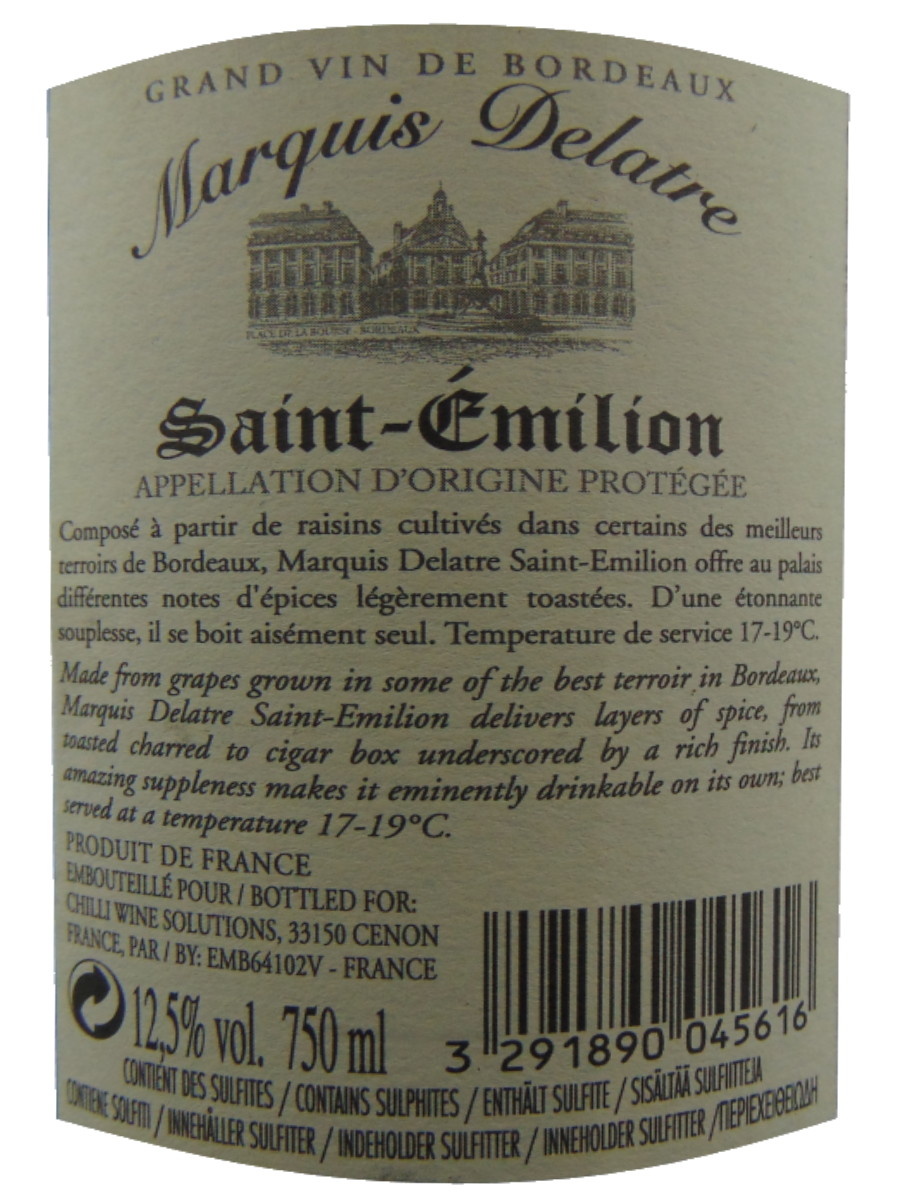 GRAND VIN DE BORDEAUX
Marquis Delatre
PLACE DE LA BOURSE - BORDEAUX
Saint-Émilion
APPELLATION D'ORIGINE PROTÉGÉE
Composé à partir de raisins cultivés dans certains des meilleurs
terroirs de Bordeaux, Marquis Delatre Saint-Emilion offre au palais
différentes notes d'épices légèrement toastées. D'une étonnante
souplesse, il se boit aisément seul. Temperature de service 17-19°C.
Made from grapes grown in some of the best terroir in Bordeaux,
Marquis Delatre Saint-Emilion delivers layers of spice, from
toasted charred to cigar box underscored by a rich finish. Its
amazing suppleness makes it eminently drinkable on its own; best
served at a temperature 17-19°C.
PRODUIT DE FRANCE
EMBOUTEILLÉ POUR / BOTTLED FOR:
CHILLI WINE SOLUTIONS, 33150 CENON
FRANCE, PAR / BY: EMB64102V - FRANCE
12,5% vol. 750 ml
3 291890 045616
CONTIENT DES SULFITES / CONTAINS SULPHITES / ENTHÄLT SULFITE / SISÄLTÄÄ SULFIITTEJA
CONTIENE SOLFITI / INNEHÅLLER SULFITER / INDEHOLDER SULFITTER / INNEHOLDER SULFITTER /ΠΕΡΙΕΧΕΙΘΕΙΩΔΗ